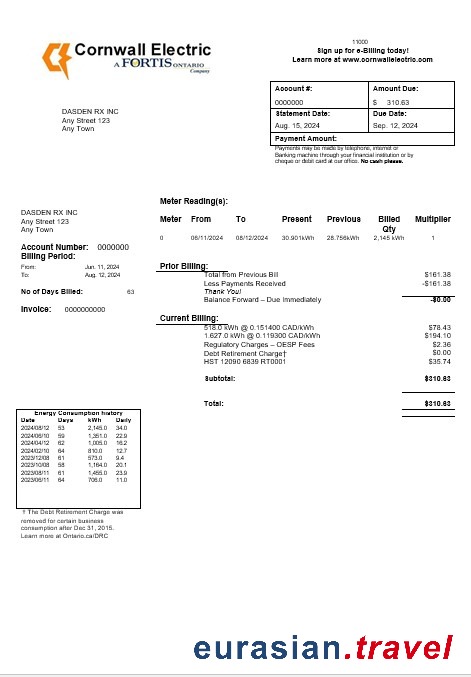 Cornwall Electric
A FORTIS ONTARIO
Company
11000
Sign up for e-Billing today!
Learn more at www.cornwallelectric.com
Account #: Amount Due:
0000000 $ 310.63
Statement Date: Due Date:
Aug. 15, 2024 Sep. 12, 2024
Payment Amount:
Payments may be made by telephone, internet or
Banking machine through your financial institution or by
cheque or debit card at our office. No cash please.
DASDEN RX INC
Any Street 123
Any Town
DASDEN RX INC
Any Street 123
Any Town
Account Number: 0000000
Billing Period:
From: Jun. 11, 2024
To: Aug. 12, 2024
No of Days Billed: 63
Invoice: 0000000000
Meter Reading(s):
Meter From To Present Previous Billed Qty Multiplier
0 06/11/2024 08/12/2024 30.901kWh 28.756kWh 2,145 kWh 1
Prior Billing:
Total from Previous Bill $161.38
Less Payments Received -$161.38
Thank You!
Balance Forward – Due Immediately -$0.00
Current Billing:
518.0 kWh @ 0.151400 CAD/kWh $78.43
1.627.0 kWh @ 0.119300 CAD/kWh $194.10
Regulatory Charges – OESP Fees $2.36
Debt Retirement Charge† $0.00
HST 12090 6839 RT0001 $35.74
Subtotal: $310.63
Total: $310.63
Energy Consumption history
Date Days kWh Daily
2024/08/12 53 2,145.0 34.0
2024/06/10 59 1,351.0 22.9
2024/04/12 62 1,005.0 16.2
2024/02/10 64 810.0 12.7
2023/12/08 61 573.0 9.4
2023/10/08 58 1,164.0 20.1
2023/08/11 61 1,455.0 23.9
2023/06/11 64 706.0 11.0
† The Debt Retirement Charge was
removed for certain business
consumption after Dec 31, 2015.
Learn more at Ontario.ca/DRC
eurasian.travel